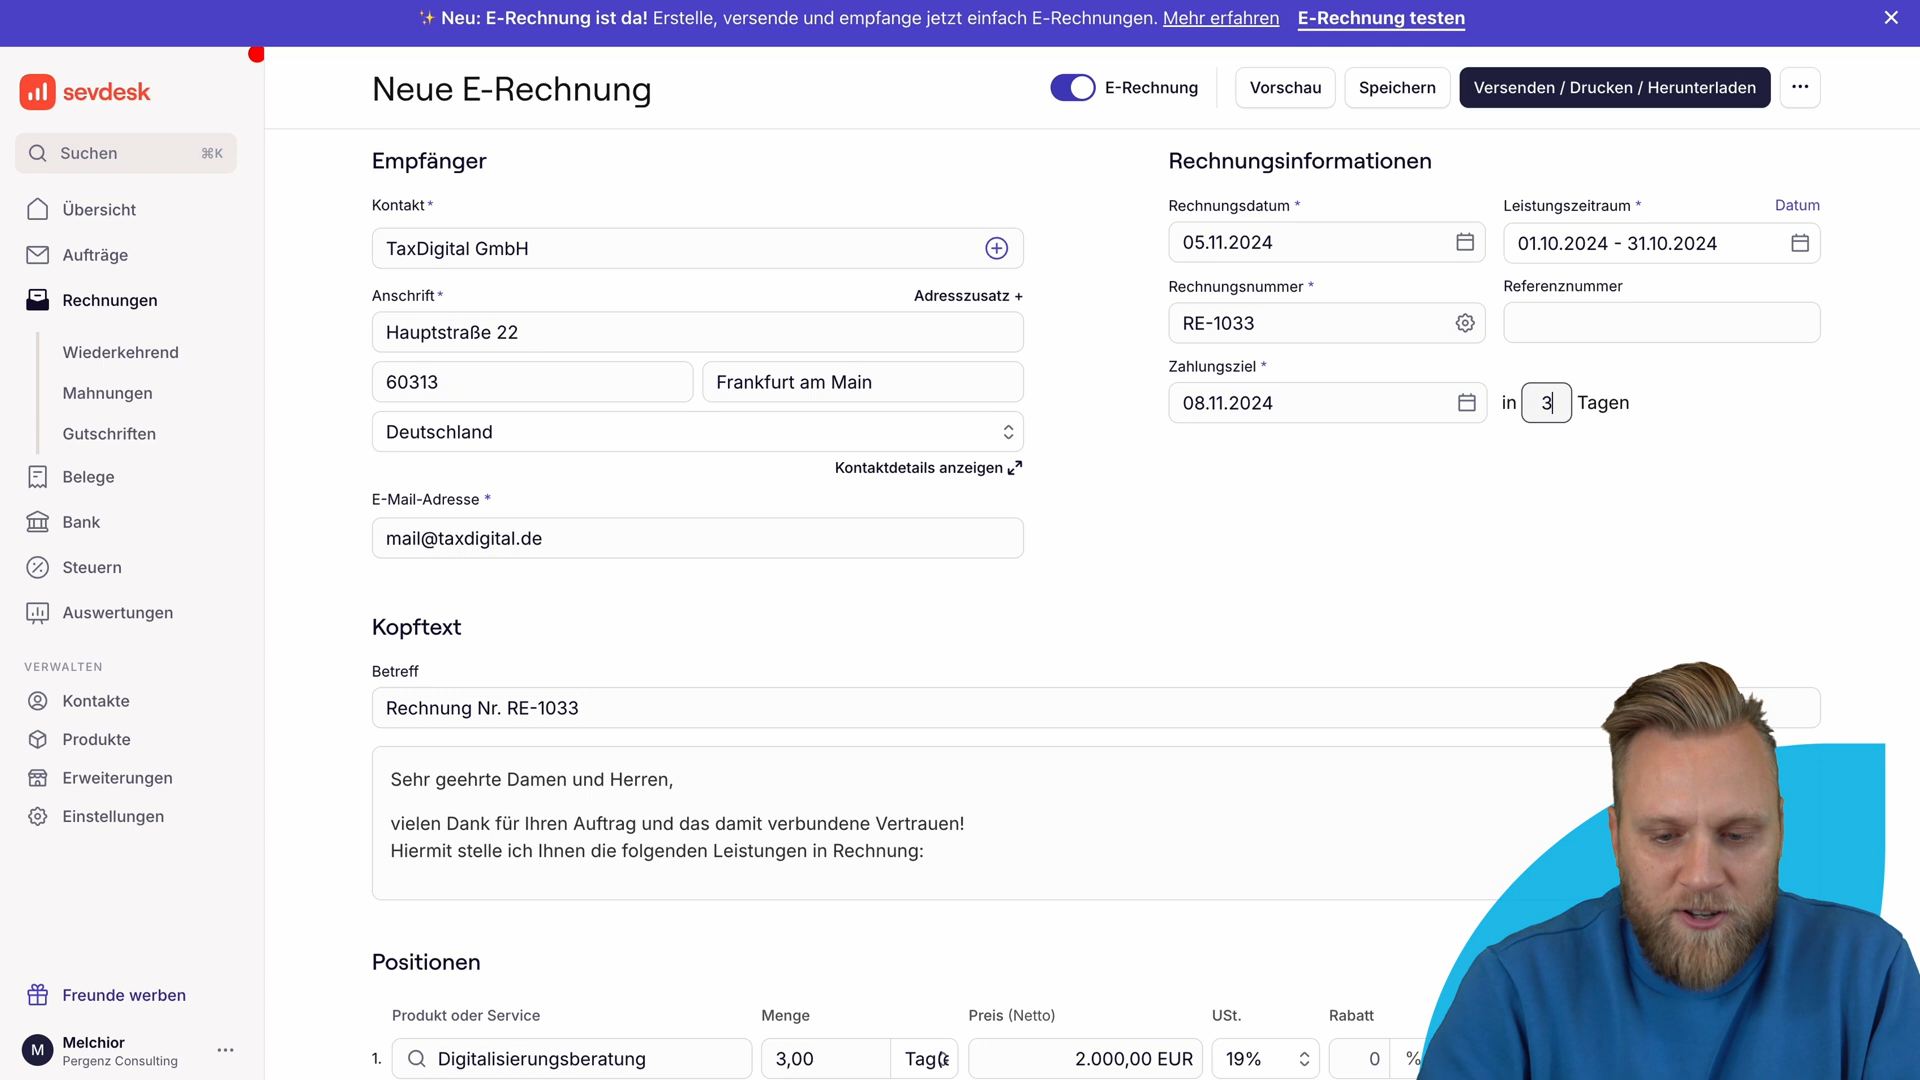 ✨ Neu: E-Rechnung ist da! Erstelle, versende und empfange jetzt einfach E-Rechnungen. Mehr erfahren E-Rechnung testen
sevdesk
Suchen ⌘K
Übersicht
Aufträge
Rechnungen
Wiederkehrend
Mahnungen
Gutschriften
Belege
Bank
Steuern
Auswertungen
VERWALTEN
Kontakte
Produkte
Erweiterungen
Einstellungen
Freunde werben
M
Melchior
Pergenz Consulting
Neue E-Rechnung
E-Rechnung
Vorschau
Speichern
Versenden / Drucken / Herunterladen
Empfänger
Kontakt*
TaxDigital GmbH
Anschrift* Adresszusatz +
Hauptstraße 22
60313 Frankfurt am Main
Deutschland
Kontaktdetails anzeigen
E-Mail-Adresse *
mail@taxdigital.de
Rechnungsinformationen
Rechnungsdatum * Leistungszeitraum * Datum
05.11.2024 01.10.2024 - 31.10.2024
Rechnungsnummer * Referenznummer
RE-1033
Zahlungsziel *
08.11.2024 in 3 Tagen
Kopftext
Betreff
Rechnung Nr. RE-1033
Sehr geehrte Damen und Herren,
vielen Dank für Ihren Auftrag und das damit verbundene Vertrauen!
Hiermit stelle ich Ihnen die folgenden Leistungen in Rechnung:
Positionen
Produkt oder Service Menge Preis (Netto) USt. Rabatt
1. Digitalisierungsberatung 3,00 2.000,00 EUR 19% 0 %